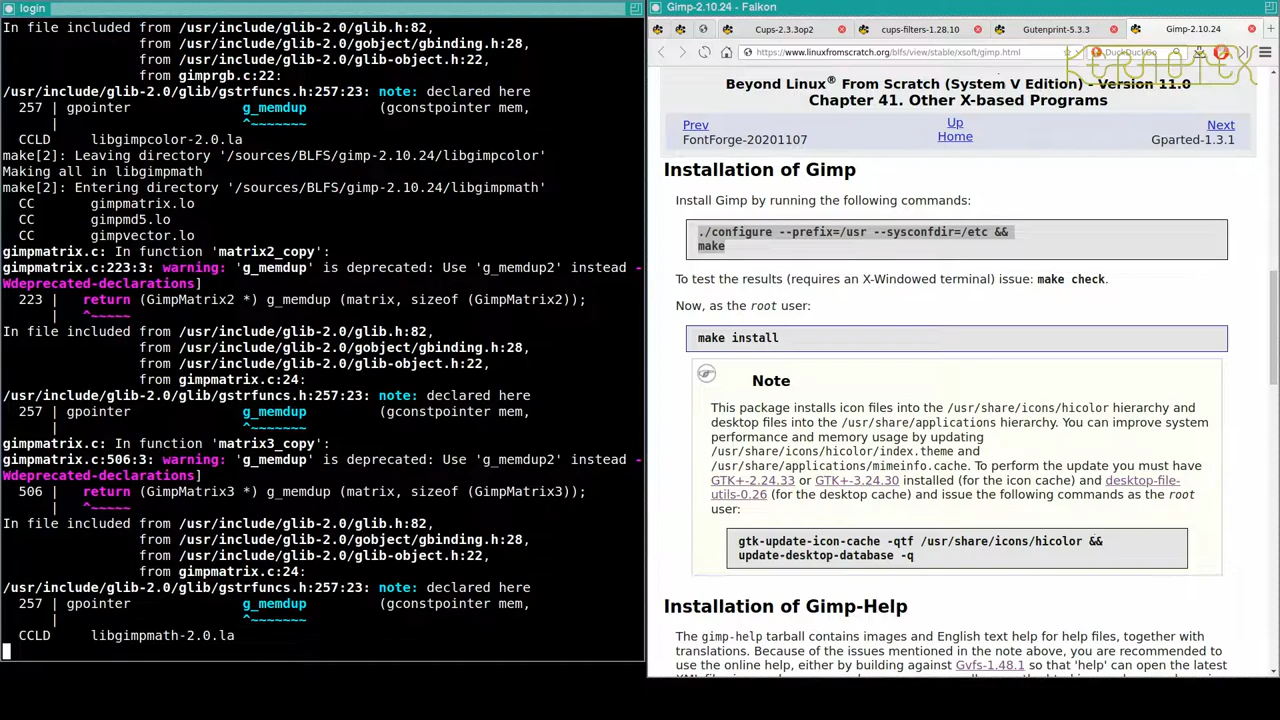 login
In file included from /usr/include/glib-2.0/glib.h:82,
from /usr/include/glib-2.0/gobject/gbinding.h:28,
from /usr/include/glib-2.0/glib-object.h:22,
from gimprgb.c:22:
/usr/include/glib-2.0/glib/gstrfuncs.h:257:23: note: declared here
257 | gpointer g_memdup (gconstpointer mem,
| ^~~~~~~~
CCLD libgimpcolor-2.0.la
make[2]: Leaving directory '/sources/BLFS/gimp-2.10.24/libgimpcolor'
Making all in libgimpmath
make[2]: Entering directory '/sources/BLFS/gimp-2.10.24/libgimpmath'
CC gimpmatrix.lo
CC gimpmd5.lo
CC gimpvector.lo
gimpmatrix.c: In function 'matrix2_copy':
gimpmatrix.c:223:3: warning: 'g_memdup' is deprecated: Use 'g_memdup2' instead -
Wdeprecated-declarations]
223 | return (GimpMatrix2 *) g_memdup (matrix, sizeof (GimpMatrix2));
| ^~~~~~
In file included from /usr/include/glib-2.0/glib.h:82,
from /usr/include/glib-2.0/gobject/gbinding.h:28,
from /usr/include/glib-2.0/glib-object.h:22,
from gimpmatrix.c:24:
/usr/include/glib-2.0/glib/gstrfuncs.h:257:23: note: declared here
257 | gpointer g_memdup (gconstpointer mem,
| ^~~~~~~~
gimpmatrix.c: In function 'matrix3_copy':
gimpmatrix.c:506:3: warning: 'g_memdup' is deprecated: Use 'g_memdup2' instead -
Wdeprecated-declarations]
506 | return (GimpMatrix3 *) g_memdup (matrix, sizeof (GimpMatrix3));
| ^~~~~~
In file included from /usr/include/glib-2.0/glib.h:82,
from /usr/include/glib-2.0/gobject/gbinding.h:28,
from /usr/include/glib-2.0/glib-object.h:22,
from gimpmatrix.c:24:
/usr/include/glib-2.0/glib/gstrfuncs.h:257:23: note: declared here
257 | gpointer g_memdup (gconstpointer mem,
| ^~~~~~~~
CCLD libgimpmath-2.0.la
Gimp-2.10.24 - Falkon
Cups-2.3.3op2 cups-filters-1.28.10 Gutenprint-5.3.3 Gimp-2.10.24
https://www.linuxfromscratch.org/blfs/view/stable/xsoft/gimp.html DuckDuckGo
KERNOTEX
Beyond Linux® From Scratch (System V Edition) - Version 11.0
Chapter 41. Other X-based Programs
Prev Up Next
FontForge-20201107 Home Gparted-1.3.1
Installation of Gimp
Install Gimp by running the following commands:
./configure --prefix=/usr --sysconfdir=/etc &&
make
To test the results (requires an X-Windowed terminal) issue: make check.
Now, as the root user:
make install
Note
This package installs icon files into the /usr/share/icons/hicolor hierarchy and
desktop files into the /usr/share/applications hierarchy. You can improve system
performance and memory usage by updating
/usr/share/icons/hicolor/index.theme and
/usr/share/applications/mimeinfo.cache. To perform the update you must have
GTK+-2.24.33 or GTK+-3.24.30 installed (for the icon cache) and desktop-file-
utils-0.26 (for the desktop cache) and issue the following commands as the root
user:
gtk-update-icon-cache -qtf /usr/share/icons/hicolor &&
update-desktop-database -q
Installation of Gimp-Help
The gimp-help tarball contains images and English text help for help files, together with
translations. Because of the issues mentioned in the note above, you are recommended to
use the online help, either by building against Gvfs-1.48.1 so that 'help' can open the latest